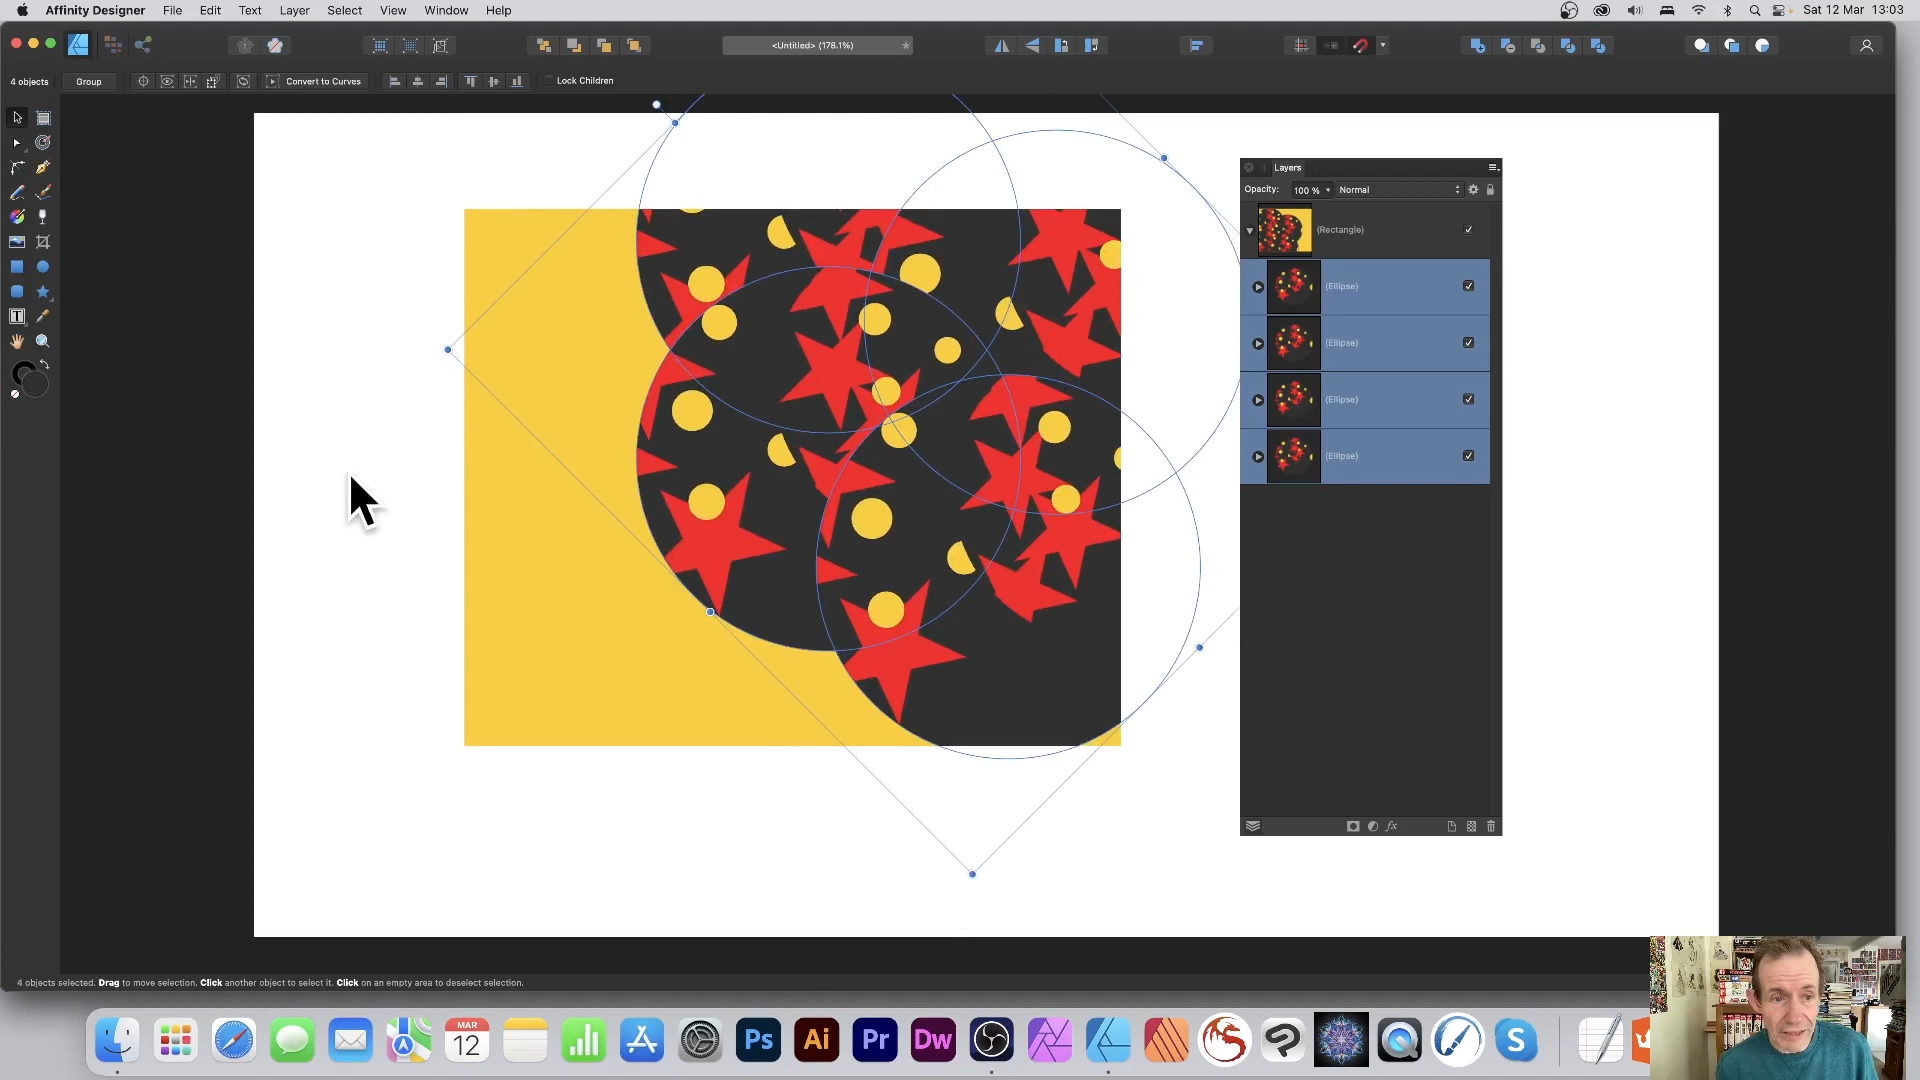 Affinity Designer File Edit Text Layer Select View Window Help Sat 12 Mar 13:03
<Untitled> (178.1%)
4 objects Group Convert to Curves Lock Children
Layers
Opacity: 100 % Normal
(Rectangle)
(Ellipse)
(Ellipse)
(Ellipse)
(Ellipse)
fx
T
4 objects selected. Drag to move selection. Click another object to select it. Click on an empty area to deselect selection.
MAR
12
Ps Ai Pr Dw S